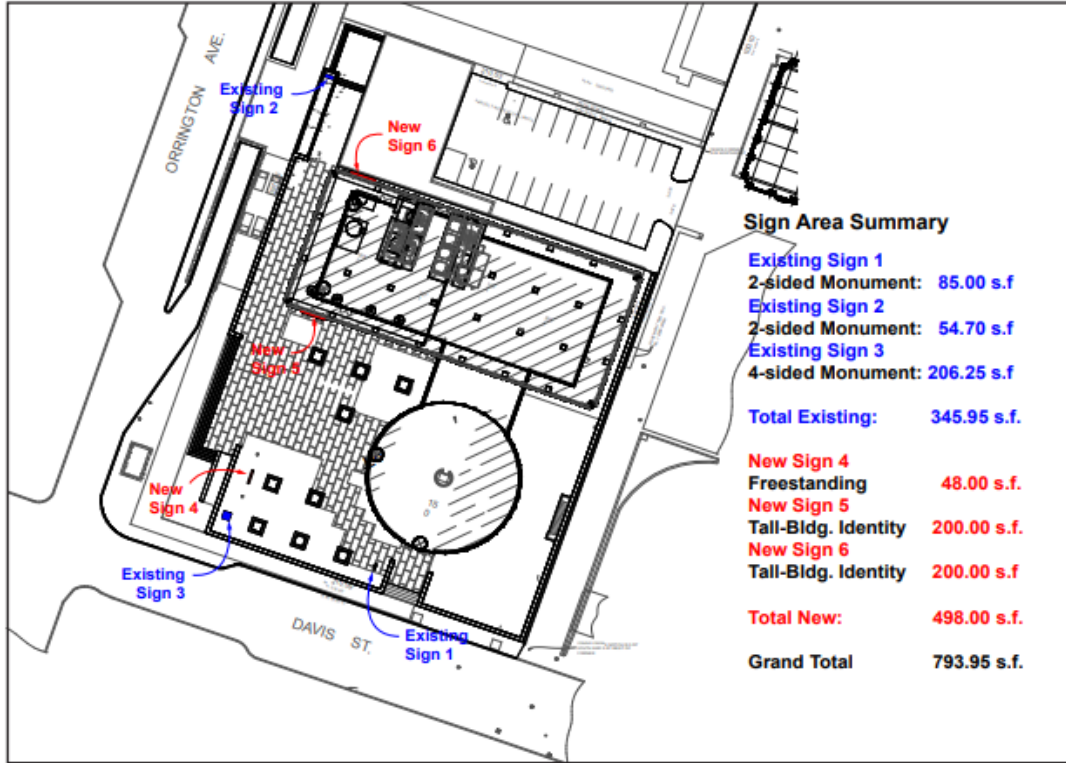 ORRINGTON AVE.
Existing
Sign 2
New
Sign 6
New
Sign 5
New
Sign 4
Existing
Sign 3
Existing
Sign 1
DAVIS ST.
Sign Area Summary
Existing Sign 1
2-sided Monument: 85.00 s.f
Existing Sign 2
2-sided Monument: 54.70 s.f
Existing Sign 3
4-sided Monument: 206.25 s.f
Total Existing: 345.95 s.f.
New Sign 4
Freestanding 48.00 s.f.
New Sign 5
Tall-Bldg. Identity 200.00 s.f.
New Sign 6
Tall-Bldg. Identity 200.00 s.f
Total New: 498.00 s.f.
Grand Total 793.95 s.f.